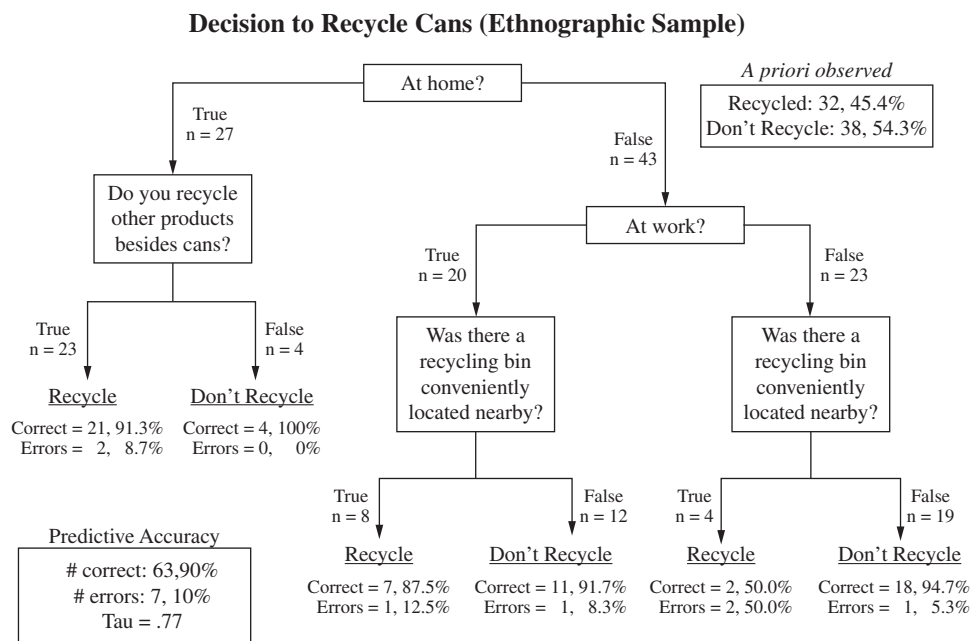 Decision to Recycle Cans (Ethnographic Sample)
At home?
A priori observed
Recycled: 32, 45.4%
Don't Recycle: 38, 54.3%
True
n = 27
False
n = 43
Do you recycle
other products
besides cans?
At work?
True
n = 20
False
n = 23
True
n = 23
False
n = 4
Was there a
recycling bin
conveniently
located nearby?
Was there a
recycling bin
conveniently
located nearby?
Recycle
Correct = 21, 91.3%
Errors = 2, 8.7%
Don't Recycle
Correct = 4, 100%
Errors = 0, 0%
True
n = 8
False
n = 12
True
n = 4
False
n = 19
Recycle
Correct = 7, 87.5%
Errors = 1, 12.5%
Don't Recycle
Correct = 11, 91.7%
Errors = 1, 8.3%
Recycle
Correct = 2, 50.0%
Errors = 2, 50.0%
Don't Recycle
Correct = 18, 94.7%
Errors = 1, 5.3%
Predictive Accuracy
# correct: 63,90%
# errors: 7, 10%
Tau = .77